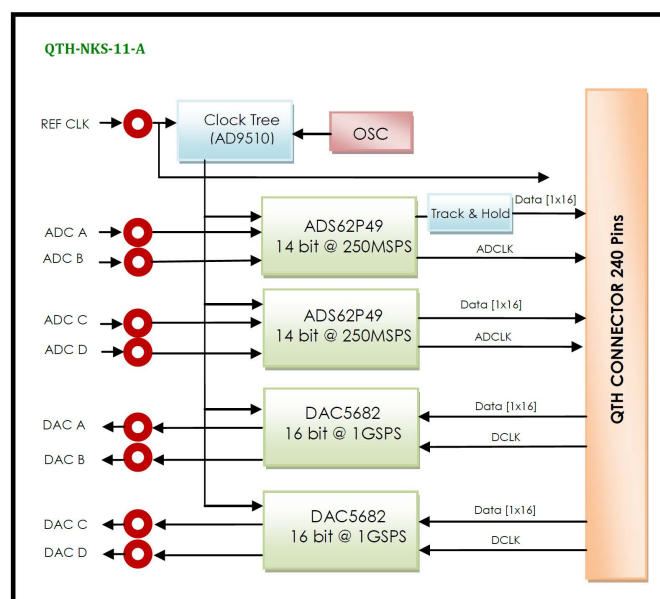 QTH-NKS-11-A
REF CLK
Clock Tree
(AD9510)
OSC
Data [1x16]
Track & Hold
ADS62P49
14 bit @ 250MSPS
ADC A
ADC B
ADCLK
ADS62P49
14 bit @ 250MSPS
Data [1x16]
ADC C
ADC D
ADCLK
DAC5682
16 bit @ 1GSPS
Data [1x16]
DAC A
DAC B
DCLK
DAC5682
16 bit @ 1GSPS
Data [1x16]
DAC C
DAC D
DCLK
QTH CONNECTOR 240 Pins